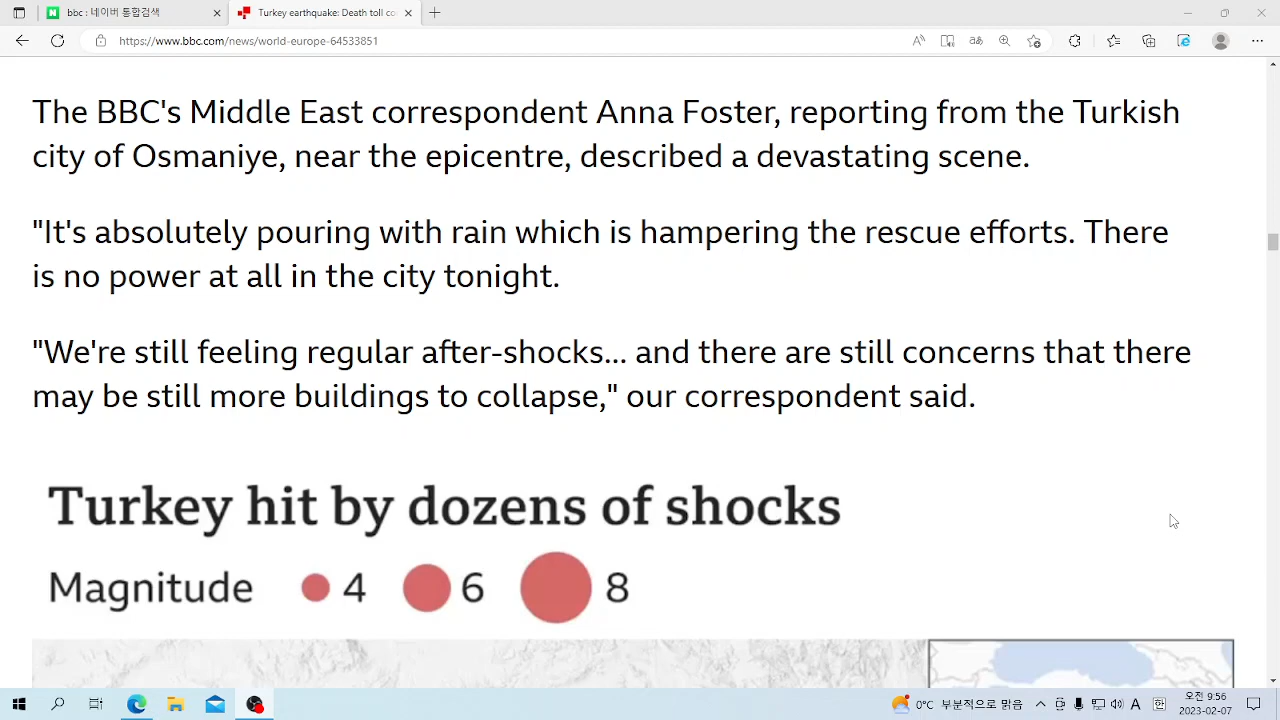 bbc : 네이버 통합검색
Turkey earthquake: Death toll co
https://www.bbc.com/news/world-europe-64533851
The BBC's Middle East correspondent Anna Foster, reporting from the Turkish
city of Osmaniye, near the epicentre, described a devastating scene.
"It's absolutely pouring with rain which is hampering the rescue efforts. There
is no power at all in the city tonight.
"We're still feeling regular after-shocks... and there are still concerns that there
may be still more buildings to collapse," our correspondent said.
Turkey hit by dozens of shocks
Magnitude 4 6 8
0°C 부분적으로 맑음 A 한 오전 9:56
2023-02-07